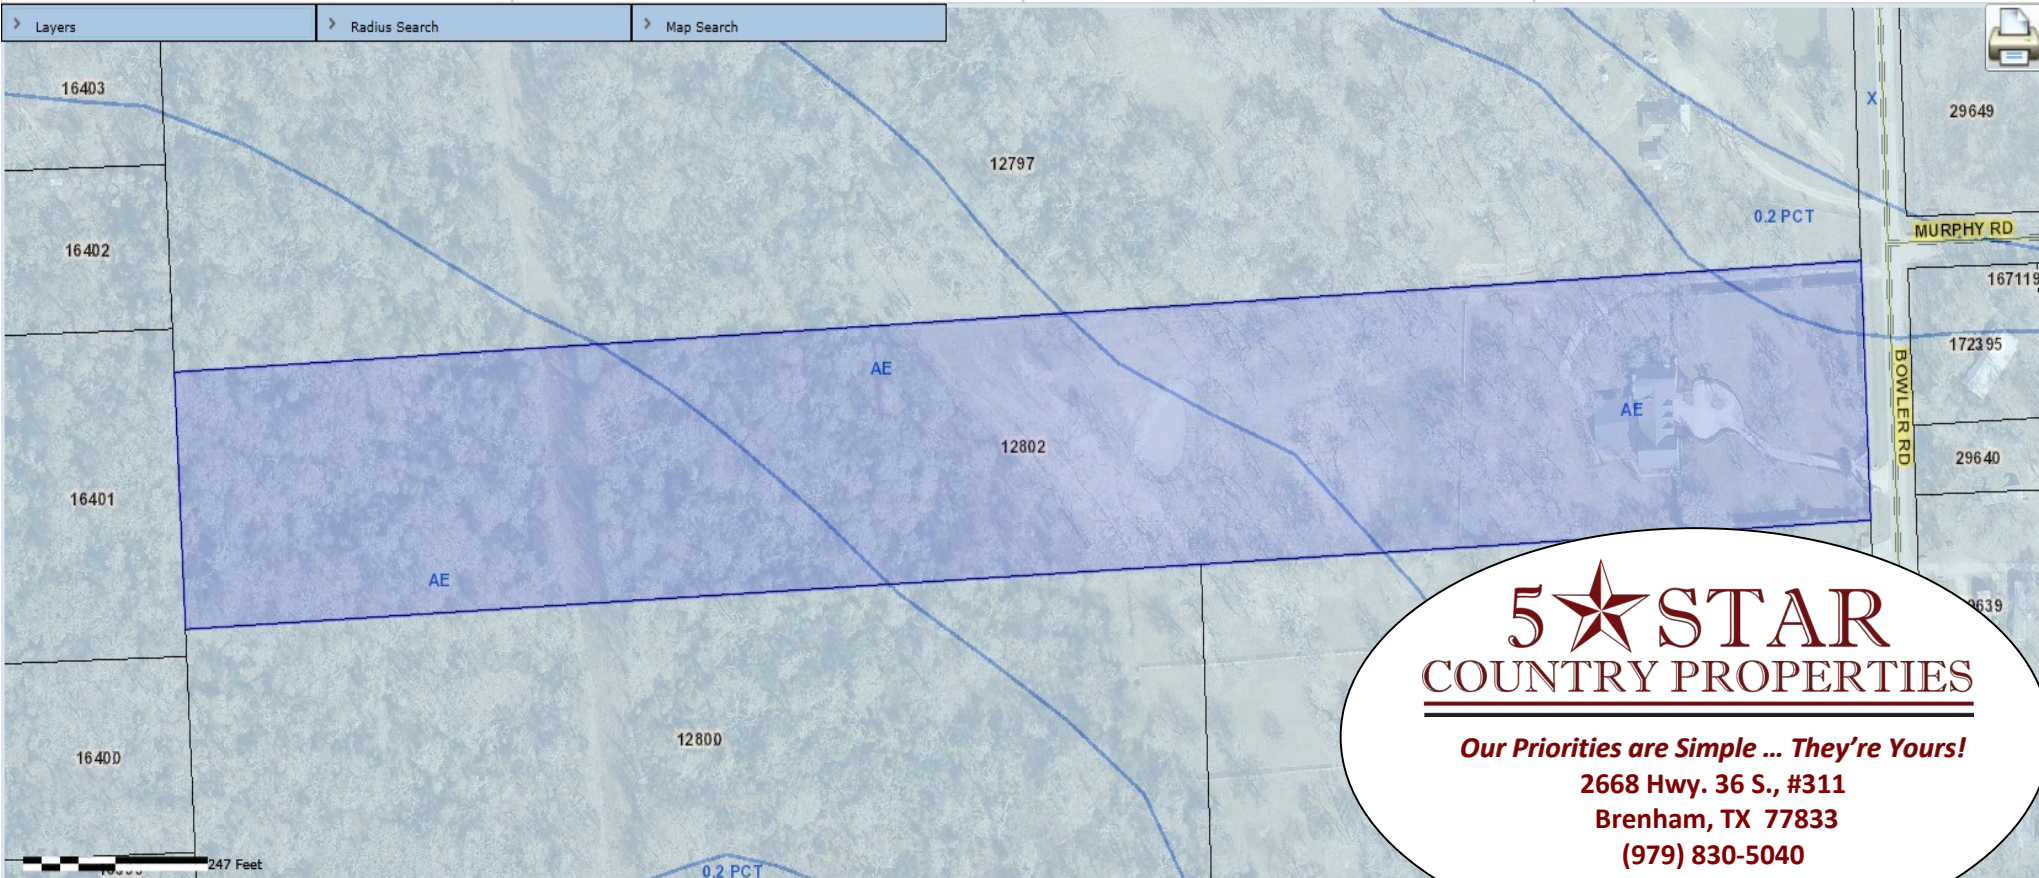 Layers
Radius Search
Map Search
16403
X
29649
12797
0.2 PCT
MURPHY RD
16402
167119
172395
AE
AE
BOWLER RD
12802
29640
16401
AE
5 STAR
COUNTRY PROPERTIES
Our Priorities are Simple ... They're Yours!
2668 Hwy. 36 S., #311
Brenham, TX 77833
(979) 830-5040
12800
16400
247 Feet
0.2 PCT